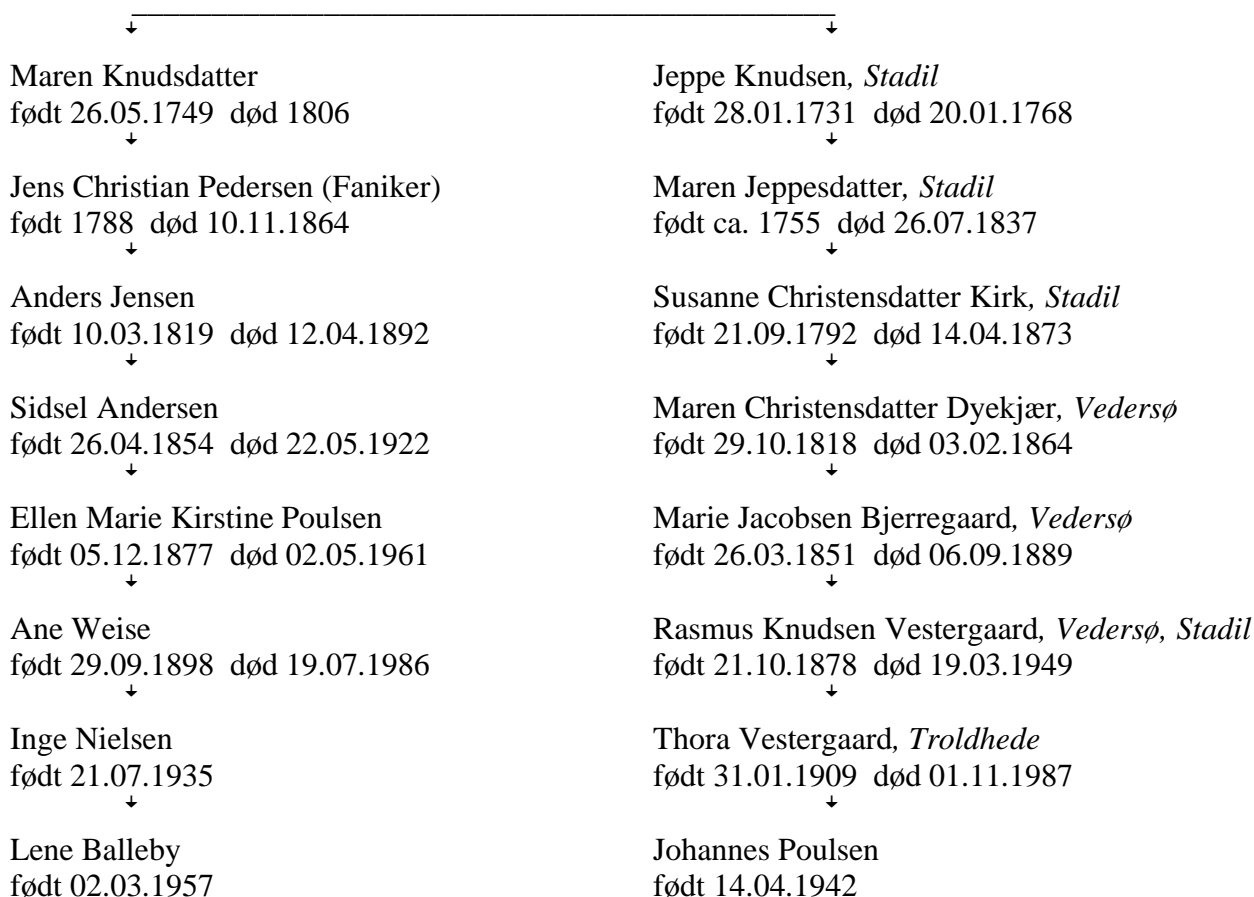 Maren Knudsdatter
født 26.05.1749 død 1806
Jens Christian Pedersen (Faniker)
født 1788 død 10.11.1864
Anders Jensen
født 10.03.1819 død 12.04.1892
Sidsel Andersen
født 26.04.1854 død 22.05.1922
Ellen Marie Kirstine Poulsen
født 05.12.1877 død 02.05.1961
Ane Weise
født 29.09.1898 død 19.07.1986
Inge Nielsen
født 21.07.1935
Lene Balleby
født 02.03.1957
Jeppe Knudsen, Stadil
født 28.01.1731 død 20.01.1768
Maren Jeppesdatter, Stadil
født ca. 1755 død 26.07.1837
Susanne Christensdatter Kirk, Stadil
født 21.09.1792 død 14.04.1873
Maren Christensdatter Dyekjær, Vedersø
født 29.10.1818 død 03.02.1864
Marie Jacobsen Bjerregaard, Vedersø
født 26.03.1851 død 06.09.1889
Rasmus Knudsen Vestergaard, Vedersø, Stadil
født 21.10.1878 død 19.03.1949
Thora Vestergaard, Troldhede
født 31.01.1909 død 01.11.1987
Johannes Poulsen
født 14.04.1942